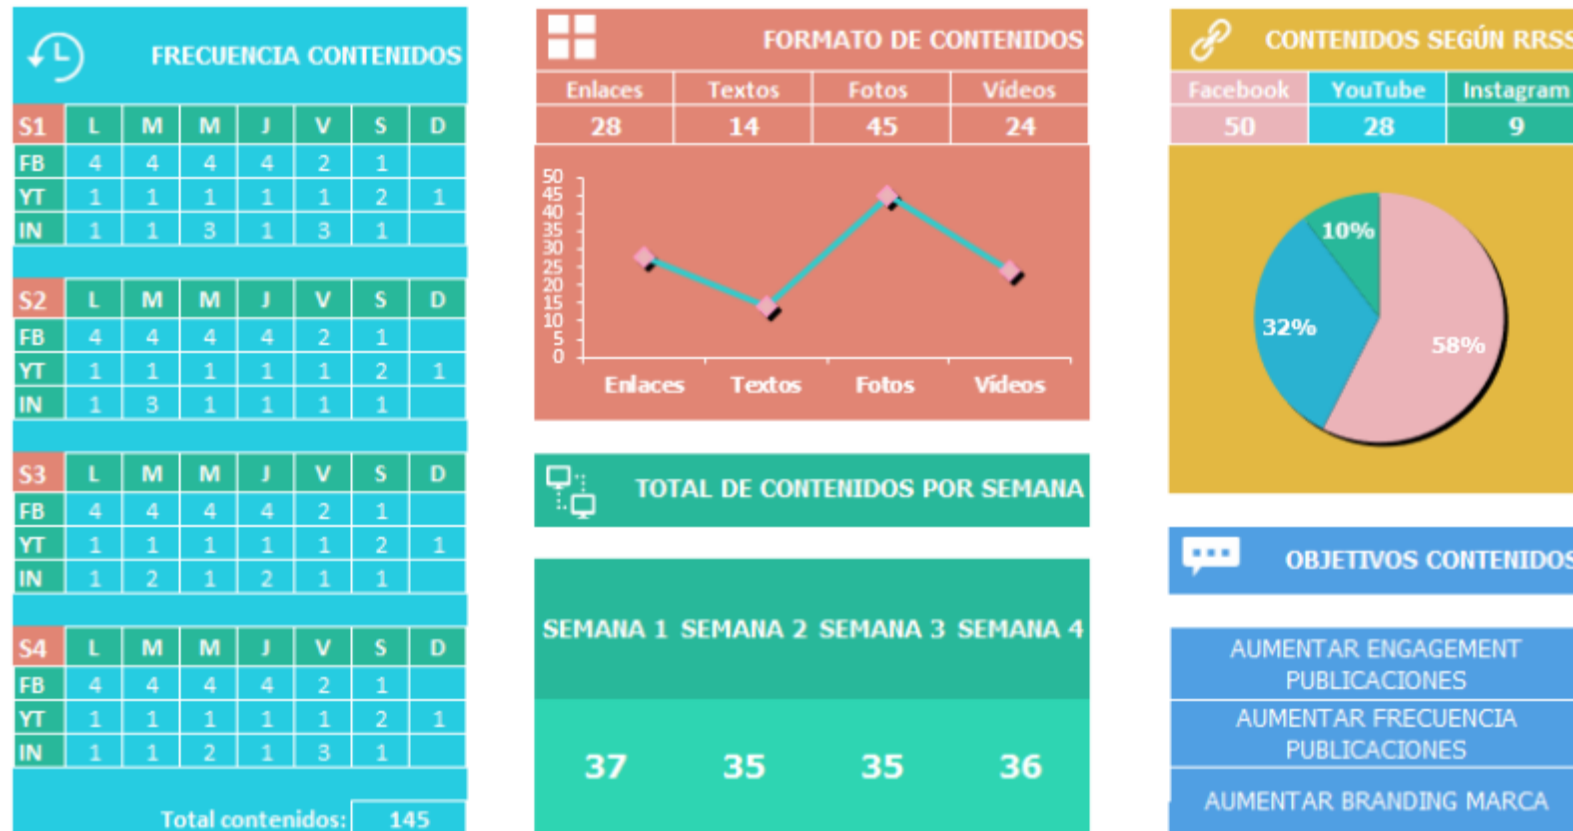 FRECUENCIA CONTENIDOS
S1 L M M J V S D
FB 4 4 4 4 2 1
YT 1 1 1 1 1 2 1
IN 1 1 3 1 3 1
S2 L M M J V S D
FB 4 4 4 4 2 1
YT 1 1 1 1 1 2 1
IN 1 3 1 1 1 1
S3 L M M J V S D
FB 4 4 4 4 2 1
YT 1 1 1 1 1 2 1
IN 1 2 1 2 1 1
S4 L M M J V S D
FB 4 4 4 4 2 1
YT 1 1 1 1 1 2 1
IN 1 1 2 1 3 1
Total contenidos: 145
FORMATO DE CONTENIDOS
Enlaces Textos Fotos Vídeos
28 14 45 24
50
45
40
35
30
25
20
15
10
5
0
Enlaces Textos Fotos Vídeos
TOTAL DE CONTENIDOS POR SEMANA
SEMANA 1 SEMANA 2 SEMANA 3 SEMANA 4
37 35 35 36
CONTENIDOS SEGÚN RRSS
Facebook YouTube Instagram
50 28 9
10%
32%
58%
OBJETIVOS CONTENIDOS
AUMENTAR ENGAGEMENT
PUBLICACIONES
AUMENTAR FRECUENCIA
PUBLICACIONES
AUMENTAR BRANDING MARCA